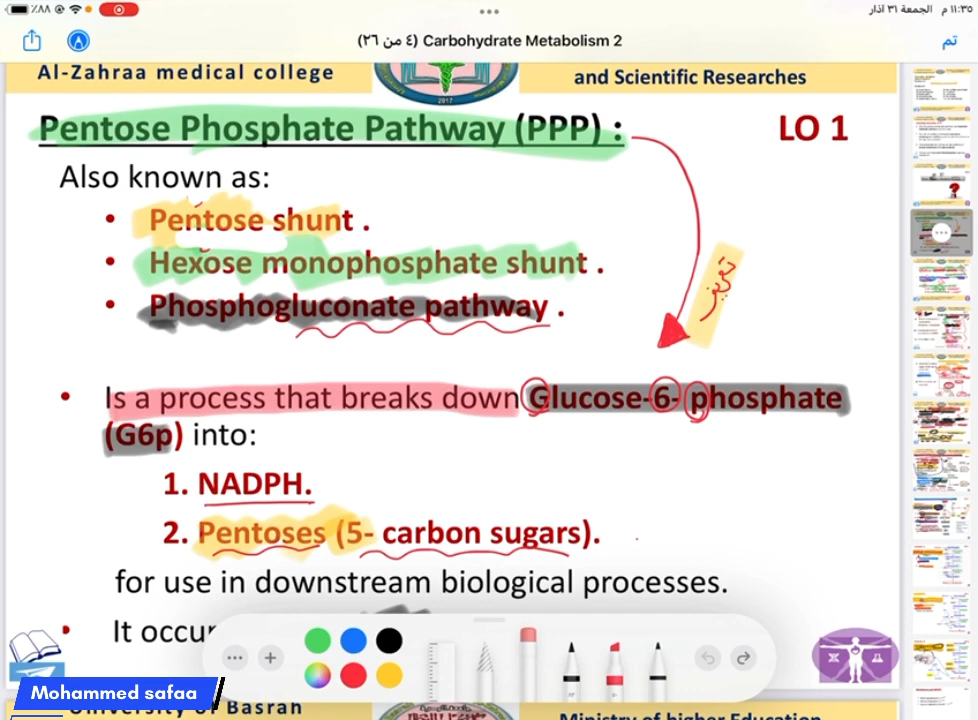 ٪٨٨
١١:٣٥ م الجمعة ٣١ آذار
Carbohydrate Metabolism 2 (٤ من ٢٦)
تم
Al-Zahraa medical college
and Scientific Researches
2017
Pentose Phosphate Pathway (PPP) :
LO 1
Also known as:
• Pentose shunt .
• Hexose monophosphate shunt .
• Phosphogluconate pathway .
تعريف
• Is a process that breaks down Glucose-6- phosphate
(G6p) into:
1. NADPH.
2. Pentoses (5- carbon sugars).
for use in downstream biological processes.
• It occur
Mohammed safaa
University of Basrah
Ministry of higher Education